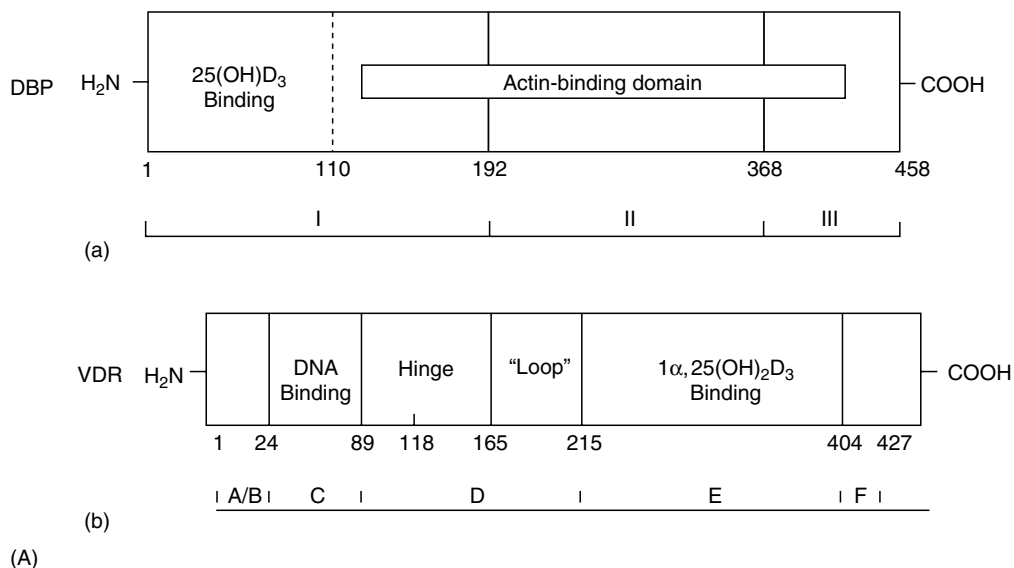 25(OH)D₃
Binding
Actin-binding domain
DBP H₂N COOH
1 110 192 368 458
I II III
(a)
DNA
Binding
Hinge
“Loop”
1α,25(OH)₂D₃
Binding
VDR H₂N COOH
1 24 89 118 165 215 404 427
A/B C D E F
(b)
(A)